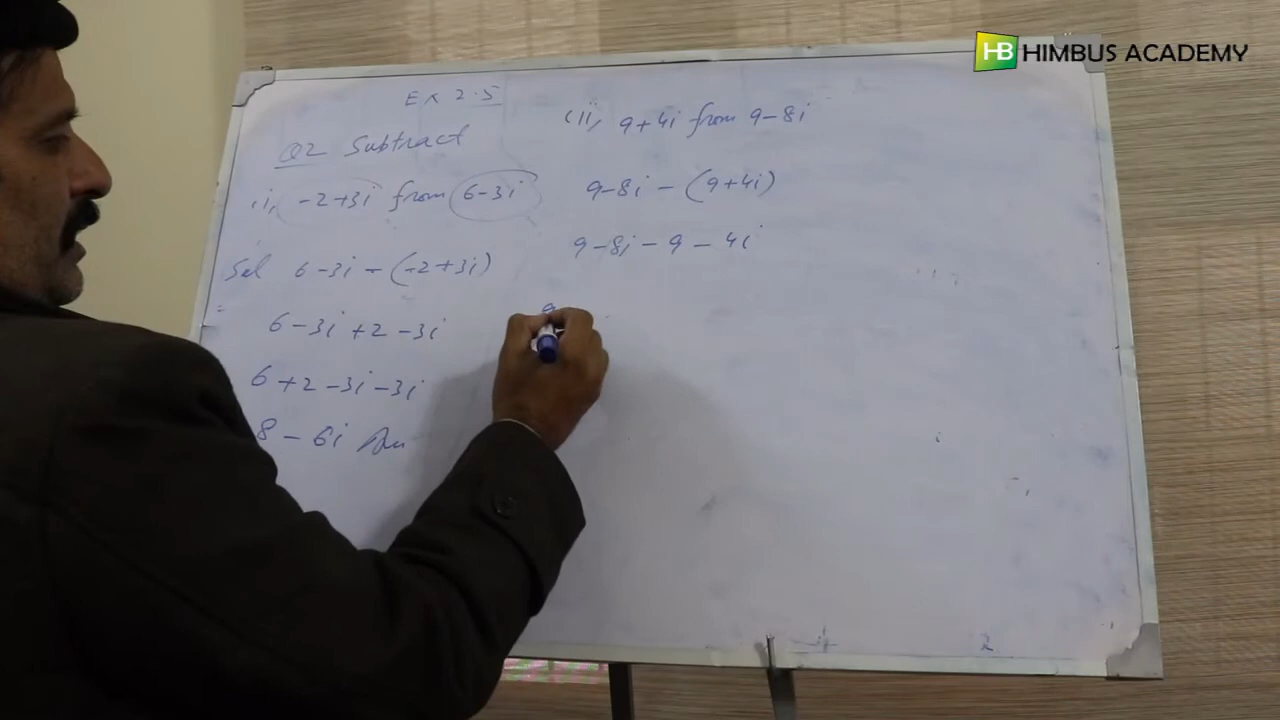 HB HIMBUS ACADEMY
Ex 2.5
Q2 Subtract
(i), -2+3i from 6-3i
Sol 6-3i-(-2+3i)
=
6-3i+2-3i
6+2-3i-3i
8-6i Ans
(ii, 9+4i from 9-8i
9-8i-(9+4i)
9-8i-9-4i
9